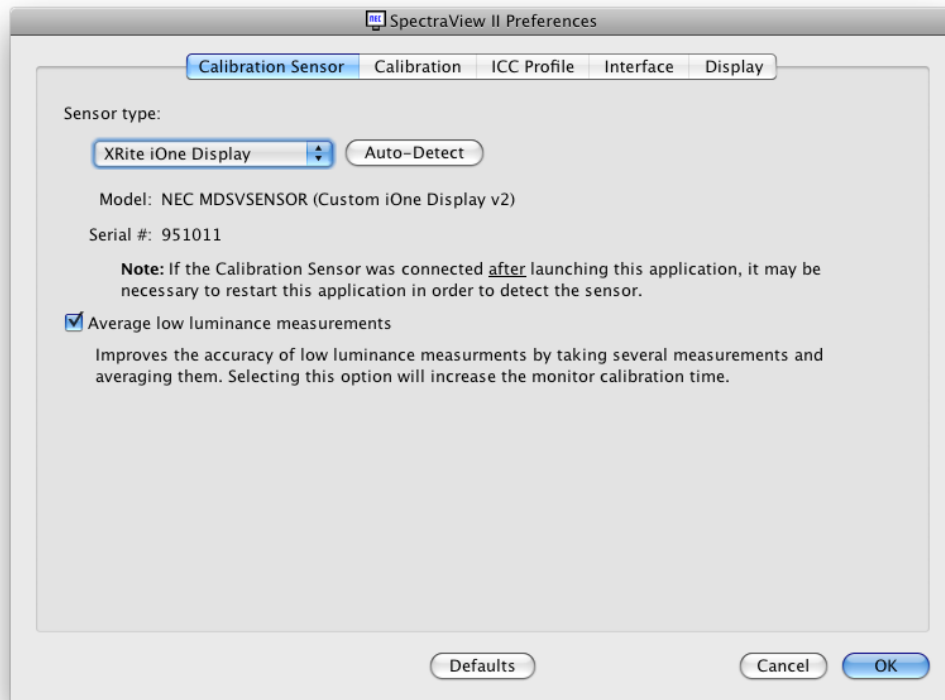 NEC SpectraView II Preferences
Calibration Sensor Calibration ICC Profile Interface Display
Sensor type:
XRite iOne Display Auto-Detect
Model: NEC MDSVSENSOR (Custom iOne Display v2)
Serial #: 951011
Note: If the Calibration Sensor was connected after launching this application, it may be
necessary to restart this application in order to detect the sensor.
Average low luminance measurements
Improves the accuracy of low luminance measurments by taking several measurements and
averaging them. Selecting this option will increase the monitor calibration time.
Defaults Cancel OK